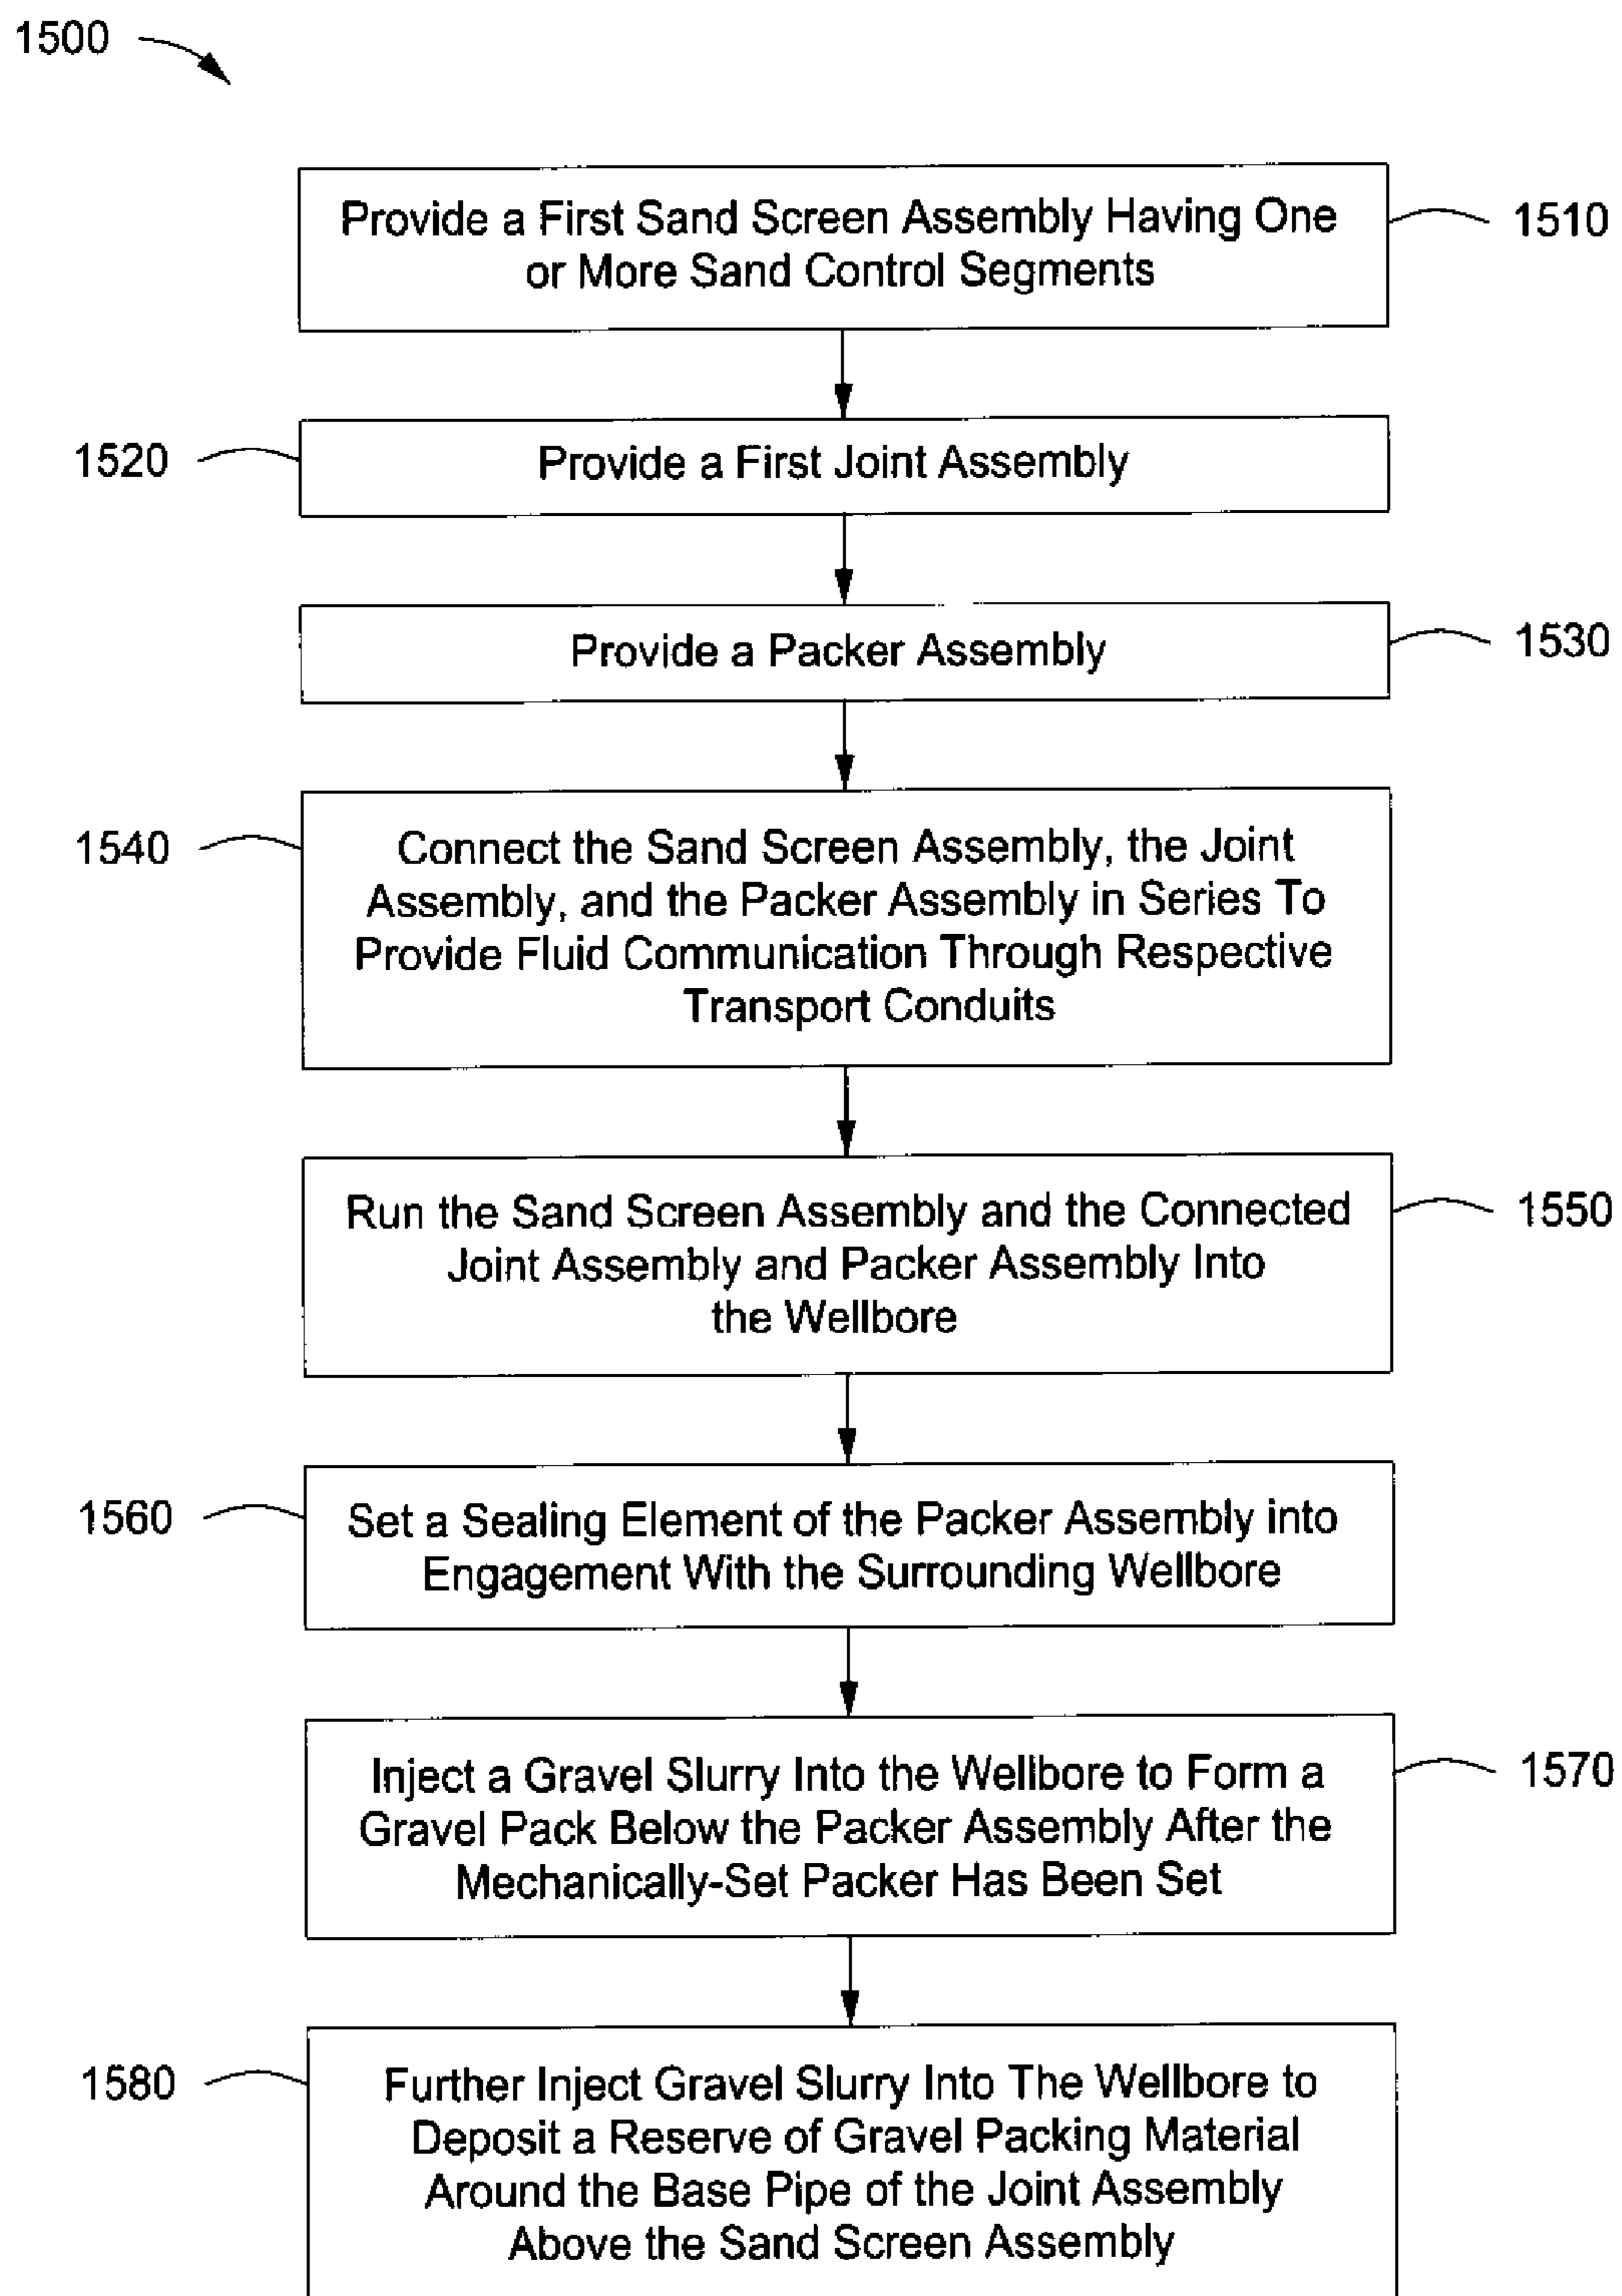 1500
Provide a First Sand Screen Assembly Having One
or More Sand Control Segments
1510
1520
Provide a First Joint Assembly
Provide a Packer Assembly
1530
1540
Connect the Sand Screen Assembly, the Joint
Assembly, and the Packer Assembly in Series To
Provide Fluid Communication Through Respective
Transport Conduits
Run the Sand Screen Assembly and the Connected
Joint Assembly and Packer Assembly Into
the Wellbore
1550
1560
Set a Sealing Element of the Packer Assembly into
Engagement With the Surrounding Wellbore
Inject a Gravel Slurry Into the Wellbore to Form a
Gravel Pack Below the Packer Assembly After the
Mechanically-Set Packer Has Been Set
1570
1580
Further Inject Gravel Slurry Into The Wellbore to
Deposit a Reserve of Gravel Packing Material
Around the Base Pipe of the Joint Assembly
Above the Sand Screen Assembly